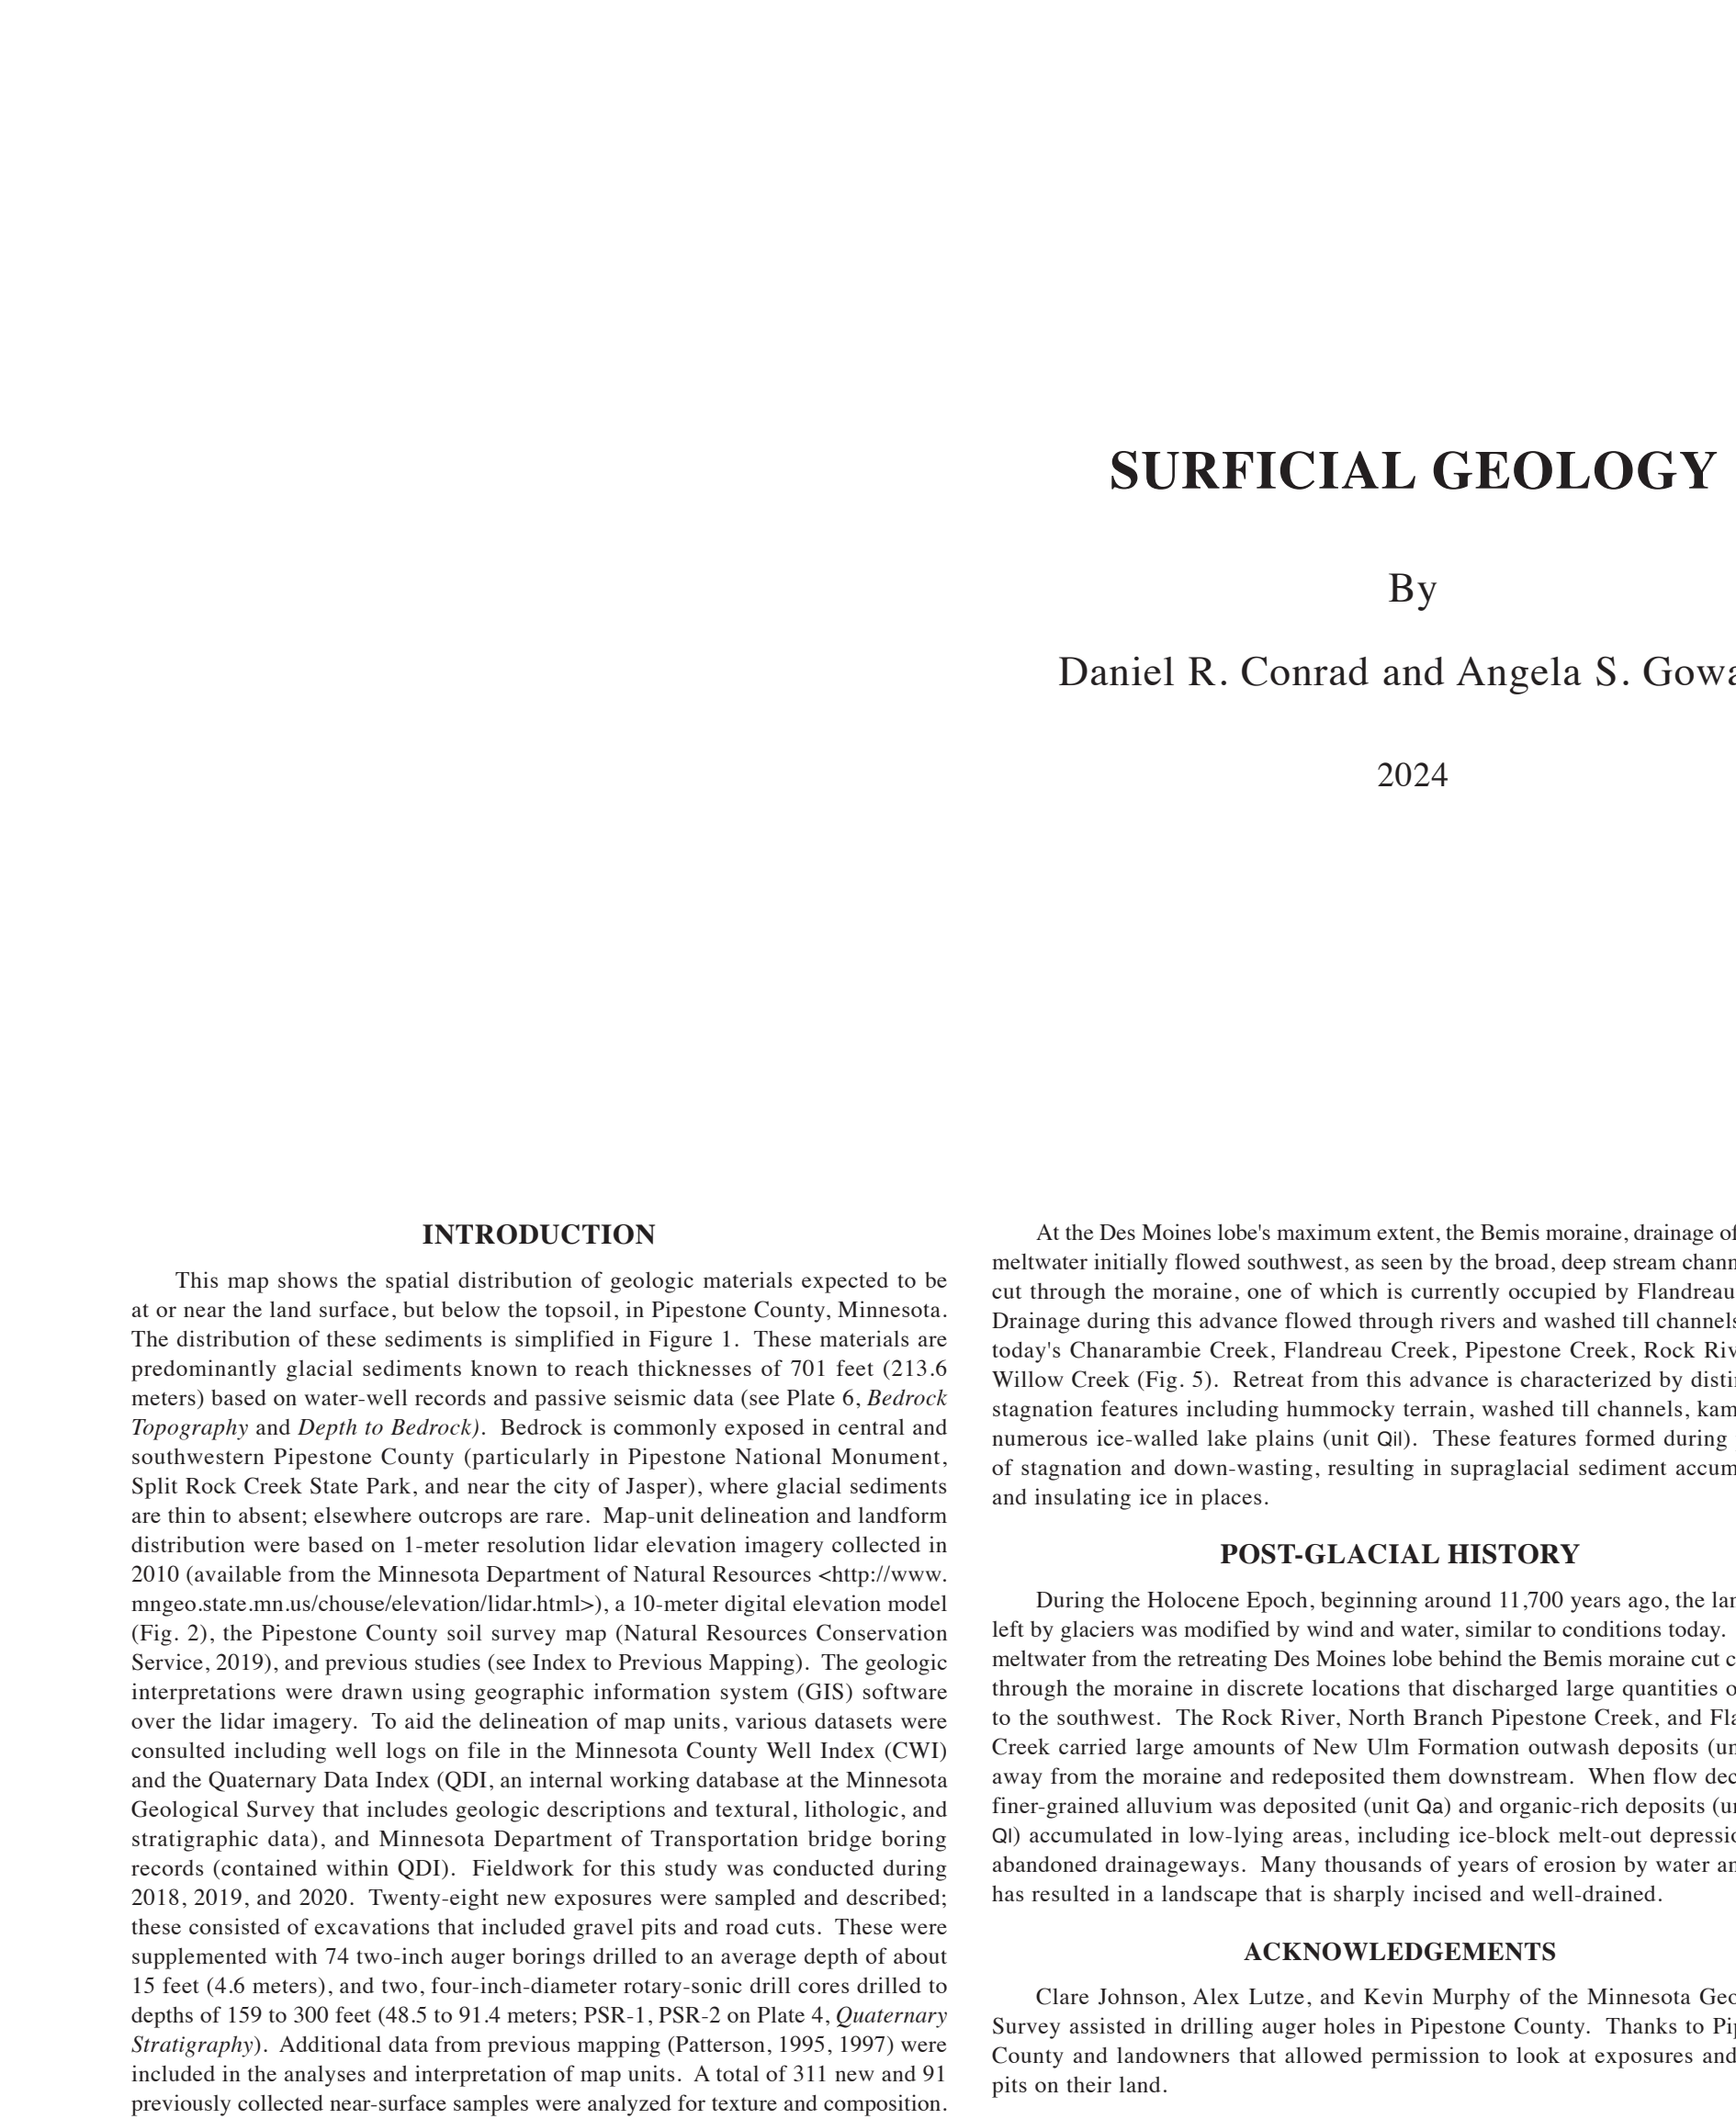 SURFICIAL GEOLOGY
By
Daniel R. Conrad and Angela S.
2024
INTRODUCTION
This map shows the spatial distribution of geologic materials expected to be
at or near the land surface, but below the topsoil, in Pipestone County, Minnesota.
The distribution of these sediments is simplified in Figure 1. These materials are
predominantly glacial sediments known to reach thicknesses of 701 feet (213.6
meters) based on water-well records and passive seismic data (see Plate 6, Bedrock
Topography and Depth to Bedrock). Bedrock is commonly exposed in central and
southwestern Pipestone County (particularly in Pipestone National Monument,
Split Rock Creek State Park, and near the city of Jasper), where glacial sediments
are thin to absent; elsewhere outcrops are rare. Map-unit delineation and landform
distribution were based on 1-meter resolution lidar elevation imagery collected in
2010 (available from the Minnesota Department of Natural Resources <http://www.
mngeo.state.mn.us/chouse/elevation/lidar.html>), a 10-meter digital elevation model
(Fig. 2), the Pipestone County soil survey map (Natural Resources Conservation
Service, 2019), and previous studies (see Index to Previous Mapping). The geologic
interpretations were drawn using geographic information system (GIS) software
over the lidar imagery. To aid the delineation of map units, various datasets were
consulted including well logs on file in the Minnesota County Well Index (CWI)
and the Quaternary Data Index (QDI, an internal working database at the Minnesota
Geological Survey that includes geologic descriptions and textural, lithologic, and
stratigraphic data), and Minnesota Department of Transportation bridge boring
records (contained within QDI). Fieldwork for this study was conducted during
2018, 2019, and 2020. Twenty-eight new exposures were sampled and described;
these consisted of excavations that included gravel pits and road cuts. These were
supplemented with 74 two-inch auger borings drilled to an average depth of about
15 feet (4.6 meters), and two, four-inch-diameter rotary-sonic drill cores drilled to
depths of 159 to 300 feet (48.5 to 91.4 meters; PSR-1, PSR-2 on Plate 4, Quaternary
Stratigraphy). Additional data from previous mapping (Patterson, 1995, 1997) were
included in the analyses and interpretation of map units. A total of 311 new and 91
previously collected near-surface samples were analyzed for texture and composition.
At the Des Moines lobe's maximum extent, the Bemis moraine, drainage of
meltwater initially flowed southwest, as seen by the broad, deep stream
cut through the moraine, one of which is currently occupied by Flandreau
Drainage during this advance flowed through rivers and washed till channels
today's Chanarambie Creek, Flandreau Creek, Pipestone Creek, Rock
Willow Creek (Fig. 5). Retreat from this advance is characterized by
stagnation features including hummocky terrain, washed till channels,
numerous ice-walled lake plains (unit Qil). These features formed during
of stagnation and down-wasting, resulting in supraglacial sediment
and insulating ice in places.
POST-GLACIAL HISTORY
During the Holocene Epoch, beginning around 11,700 years ago, the
left by glaciers was modified by wind and water, similar to conditions today.
meltwater from the retreating Des Moines lobe behind the Bemis moraine cut
through the moraine in discrete locations that discharged large quantities
to the southwest. The Rock River, North Branch Pipestone Creek, and
Creek carried large amounts of New Ulm Formation outwash deposits
away from the moraine and redeposited them downstream. When flow
finer-grained alluvium was deposited (unit Qa) and organic-rich deposits
Ql) accumulated in low-lying areas, including ice-block melt-out
abandoned drainageways. Many thousands of years of erosion by water
has resulted in a landscape that is sharply incised and well-drained.
ACKNOWLEDGEMENTS
Clare Johnson, Alex Lutze, and Kevin Murphy of the Minnesota
Survey assisted in drilling auger holes in Pipestone County. Thanks to
County and landowners that allowed permission to look at exposures and
pits on their land.